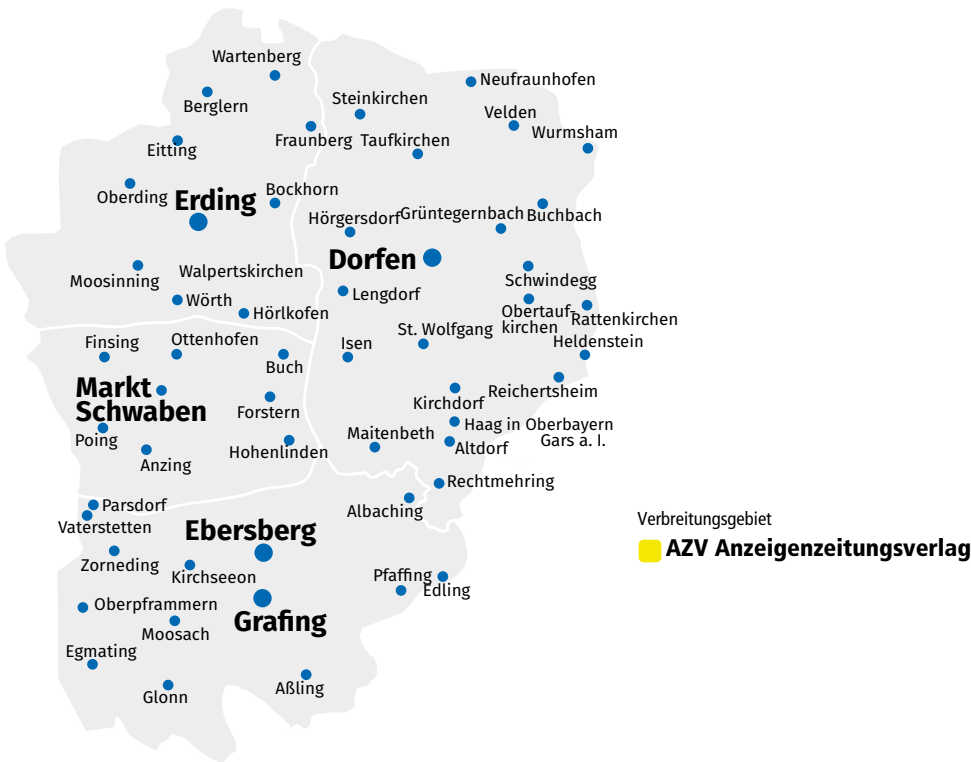 Wartenberg
Neufraunhofen
Berglern
Steinkirchen
Velden
Wurmsham
Fraunberg
Taufkirchen
Eitting
Oberding
Erding
Bockhorn
Hörgersdorf
Grüntegernbach
Buchbach
Dorfen
Moosinning
Walpertskirchen
Schwindegg
Wörth
Lengdorf
Hörlkofen
Obertauf-
kirchen
Rattenkirchen
St. Wolfgang
Finsing
Ottenhofen
Isen
Heldenstein
Buch
Markt
Schwaben
Reichertsheim
Forstern
Kirchdorf
Haag in Oberbayern
Gars a. I.
Poing
Maitenbeth
Hohenlinden
Altdorf
Anzing
Rechtmehring
Parsdorf
Albaching
Vaterstetten
Ebersberg
Zorneding
Kirchseeon
Pfaffing
Edling
Oberpframmern
Grafing
Moosach
Egmating
Aßling
Glonn
Verbreitungsgebiet
AZV Anzeigenzeitungsverlag